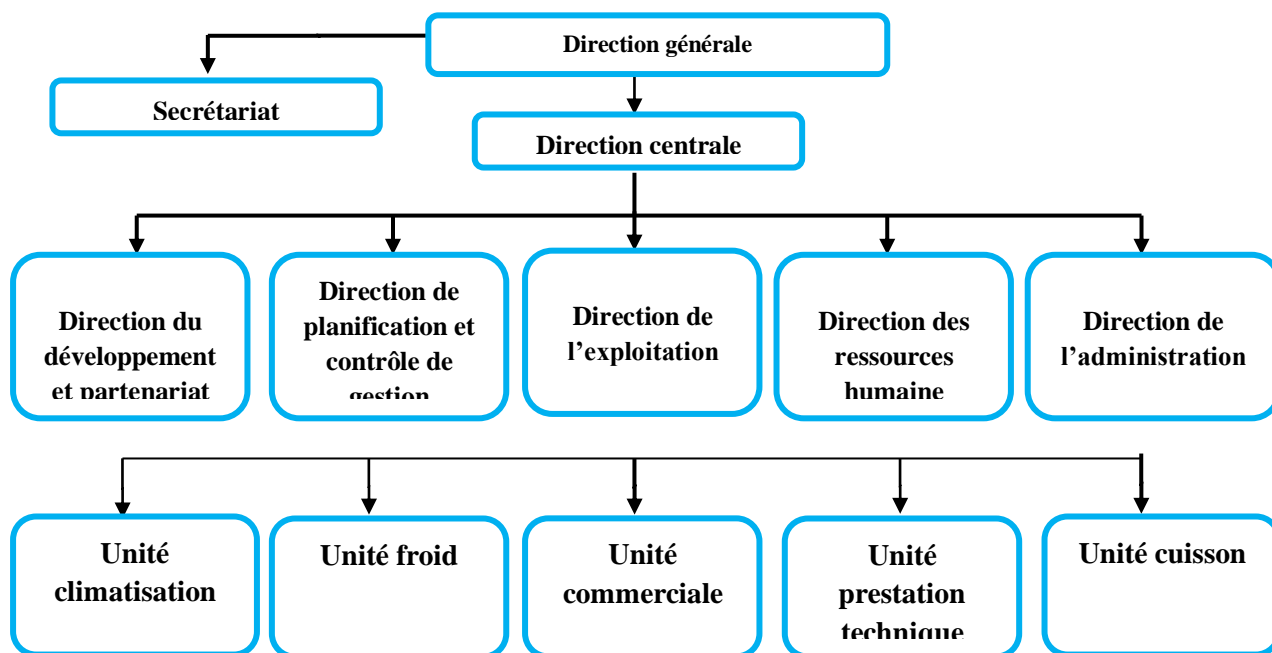 Direction générale
Secrétariat
Direction centrale
Direction du
développement
et partenariat
Direction de
planification et
contrôle de
gestion
Direction de
l’exploitation
Direction des
ressources
humaine
Direction de
l’administration
Unité
climatisation
Unité froid
Unité
commerciale
Unité
prestation
technique
Unité cuisson